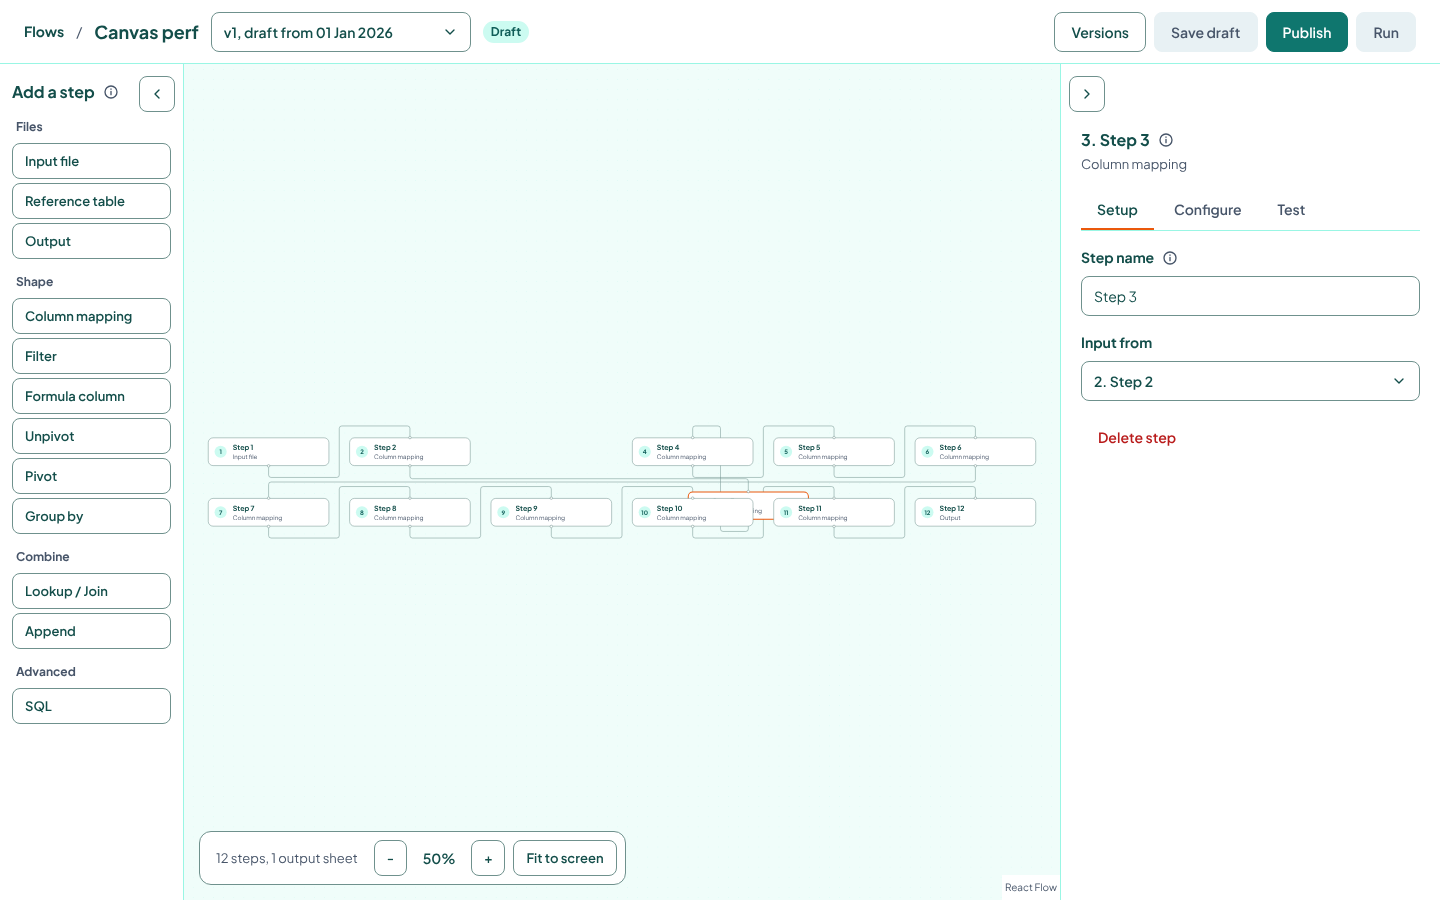 Flows / Canvas perf
v1, draft from 01 Jan 2026
Draft
Versions
Save draft
Publish
Run
Add a step
Files
Input file
Reference table
Output
Shape
Column mapping
Filter
Formula column
Unpivot
Pivot
Group by
Combine
Lookup / Join
Append
Advanced
SQL
1
Step 1
Input file
2
Step 2
Column mapping
4
Step 4
Column mapping
5
Step 5
Column mapping
6
Step 6
Column mapping
7
Step 7
Column mapping
8
Step 8
Column mapping
9
Step 9
Column mapping
10
Step 10
Column mapping
ing
11
Step 11
Column mapping
12
Step 12
Output
12 steps, 1 output sheet
-
50%
+
Fit to screen
React Flow
3. Step 3
Column mapping
Setup
Configure
Test
Step name
Step 3
Input from
2. Step 2
Delete step